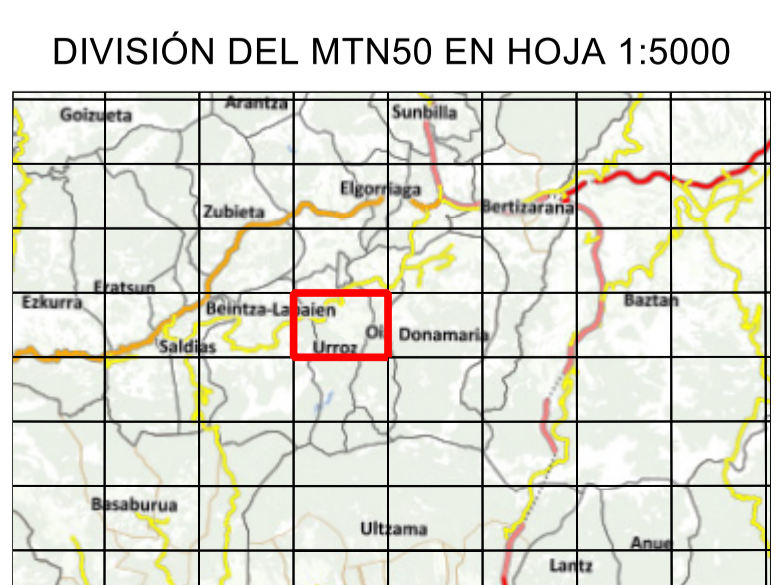 DIVISIÓN DEL MTN50 EN HOJA 1:5000
Arantza
Goizueta
Sunbilla
Elgorriaga
Zubieta
Bertizarana
Eratsun
Ezkurra
Beintza-Labaien
Baztan
Oi
Donamaria
Saldias
Urroz
Basaburua
Ultzama
Anue
Lantz